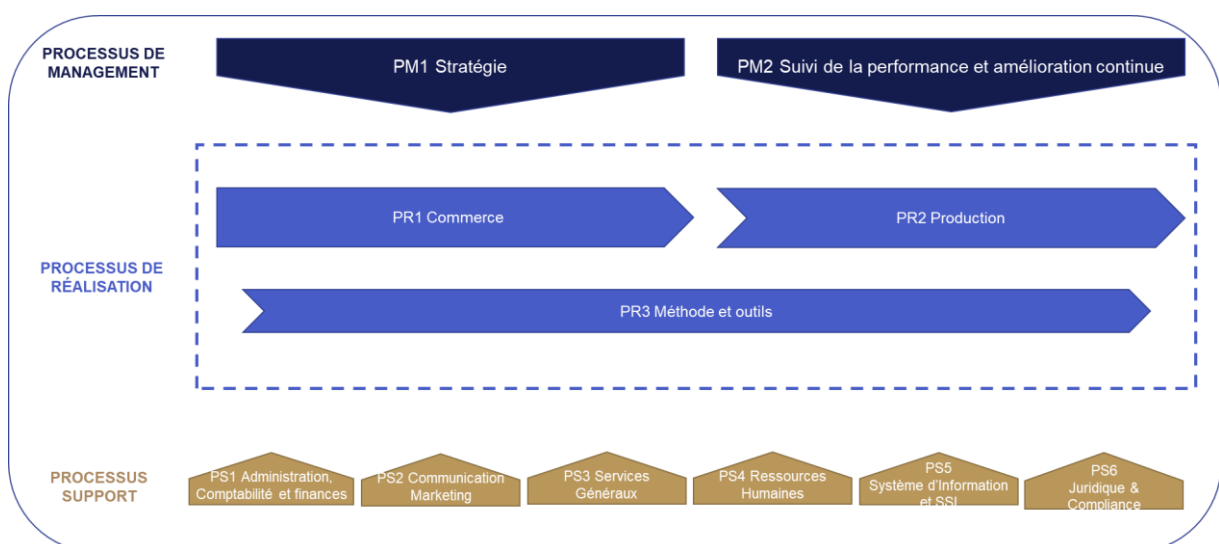 PROCESSUS DE
MANAGEMENT
PM1 Stratégie
PM2 Suivi de la performance et amélioration continue
PROCESSUS DE
RÉALISATION
PR1 Commerce
PR2 Production
PR3 Méthode et outils
PROCESSUS
SUPPORT
PS1 Administration,
Comptabilité et finances
PS2 Communication
Marketing
PS3 Services
Généraux
PS4 Ressources
Humaines
PS5
Système d'Information
et SSI
PS6
Juridique &
Compliance